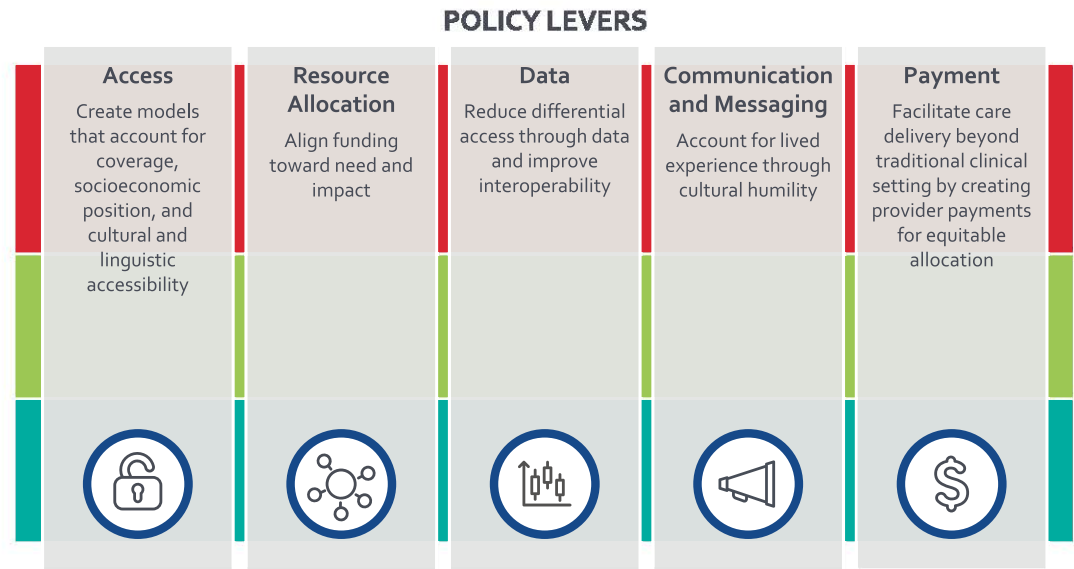 POLICY LEVERS
Access
Create models
that account for
coverage,
socioeconomic
position, and
cultural and
linguistic
accessibility
Resource
Allocation
Align funding
toward need and
impact
Data
Reduce differential
access through data
and improve
interoperability
Communication
and Messaging
Account for lived
experience through
cultural humility
Payment
Facilitate care
delivery beyond
traditional clinical
setting by creating
provider payments
for equitable
allocation
$